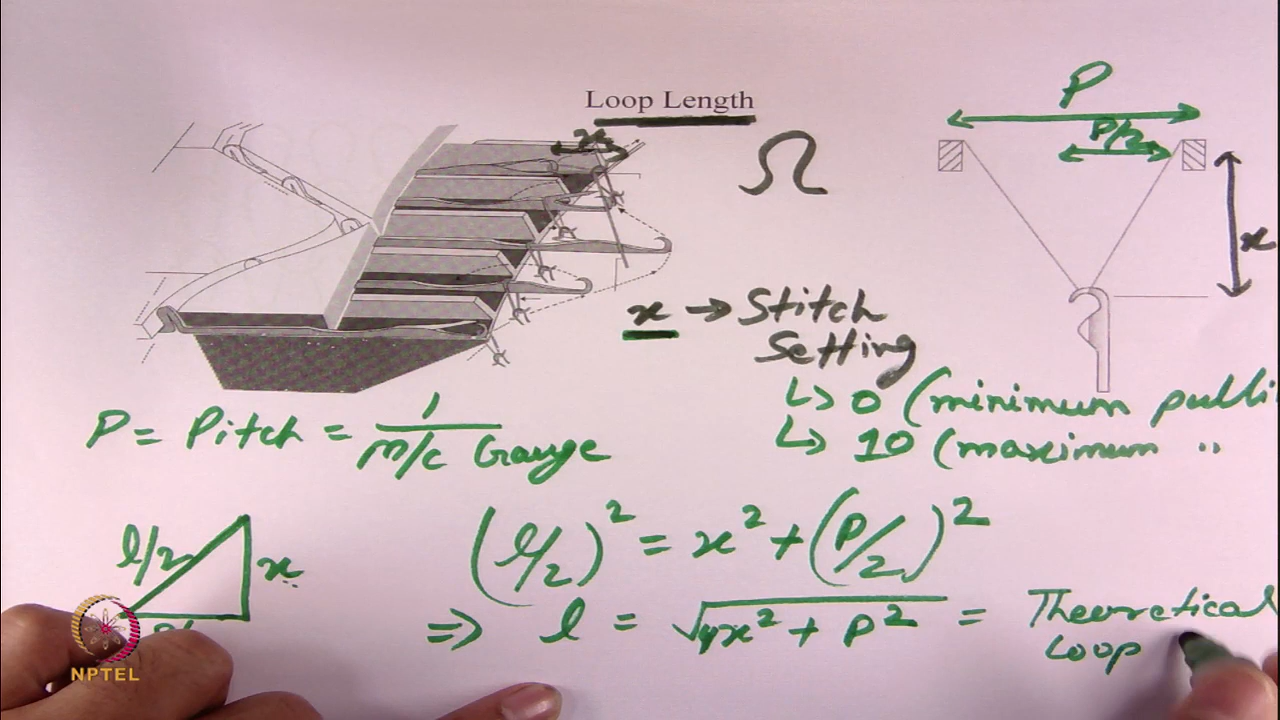 Loop Length
P
P/2
x
Ω
x
x → Stitch
Setting
↳ 0 (minimum pulli
↳ 10 (maximum "
P = Pitch = 1/m/c Gauge
l/2
x
(l/2)² = x² + (P/2)²
⇒ l = √4x² + P² = Theoretical
Loop
NPTEL